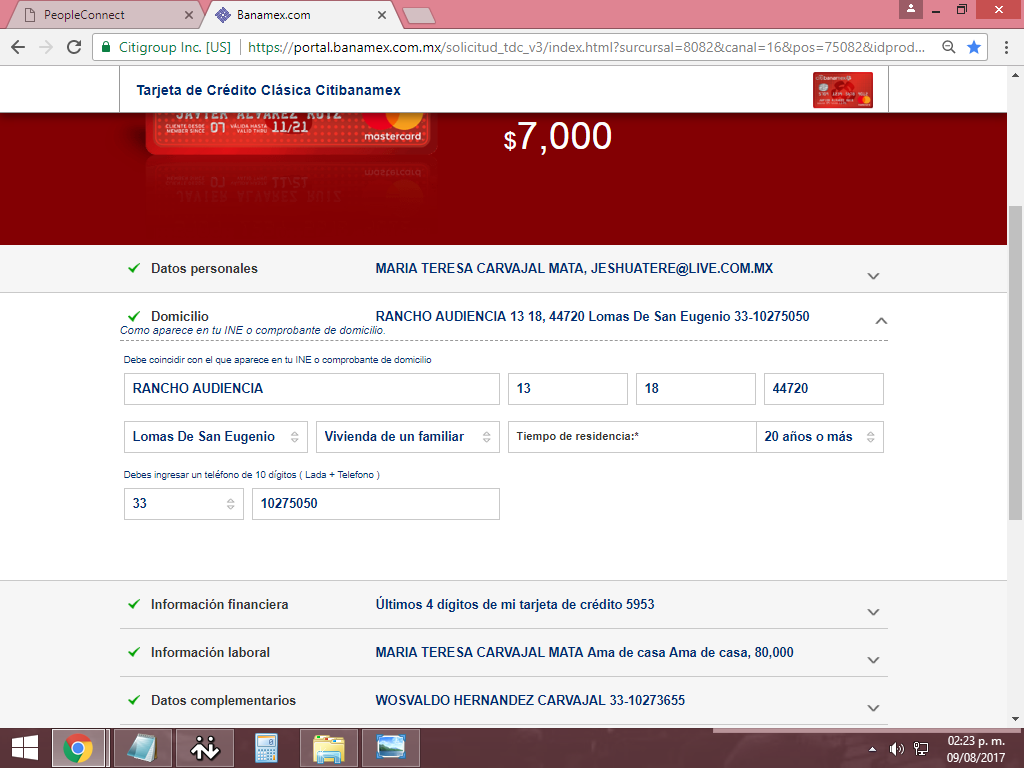 PeopleConnect
Banamex.com
Citigroup Inc. [US]
https://portal.banamex.com.mx/solicitud_tdc_v3/index.html?surcursal=8082&canal=16&pos=75082&idprod...
Tarjeta de Crédito Clásica Citibanamex
JAVIER ALVAREZ RUIZ
CLIENTE DESDE MEMBER SINCE 07 VÁLIDA HASTA VALID THRU 11/21
mastercard
$7,000
Datos personales MARIA TERESA CARVAJAL MATA, JESHUATERE@LIVE.COM.MX
Domicilio RANCHO AUDIENCIA 13 18, 44720 Lomas De San Eugenio 33-10275050
Como aparece en tu INE o comprobante de domicilio.
Debe coincidir con el que aparece en tu INE o comprobante de domicilio
RANCHO AUDIENCIA 13 18 44720
Lomas De San Eugenio Vivienda de un familiar Tiempo de residencia:* 20 años o más
Debes ingresar un teléfono de 10 dígitos ( Lada + Telefono )
33 10275050
Información financiera Últimos 4 dígitos de mi tarjeta de crédito 5953
Información laboral MARIA TERESA CARVAJAL MATA Ama de casa Ama de casa, 80,000
Datos complementarios WOSVALDO HERNANDEZ CARVAJAL 33-10273655
02:23 p. m.
09/08/2017